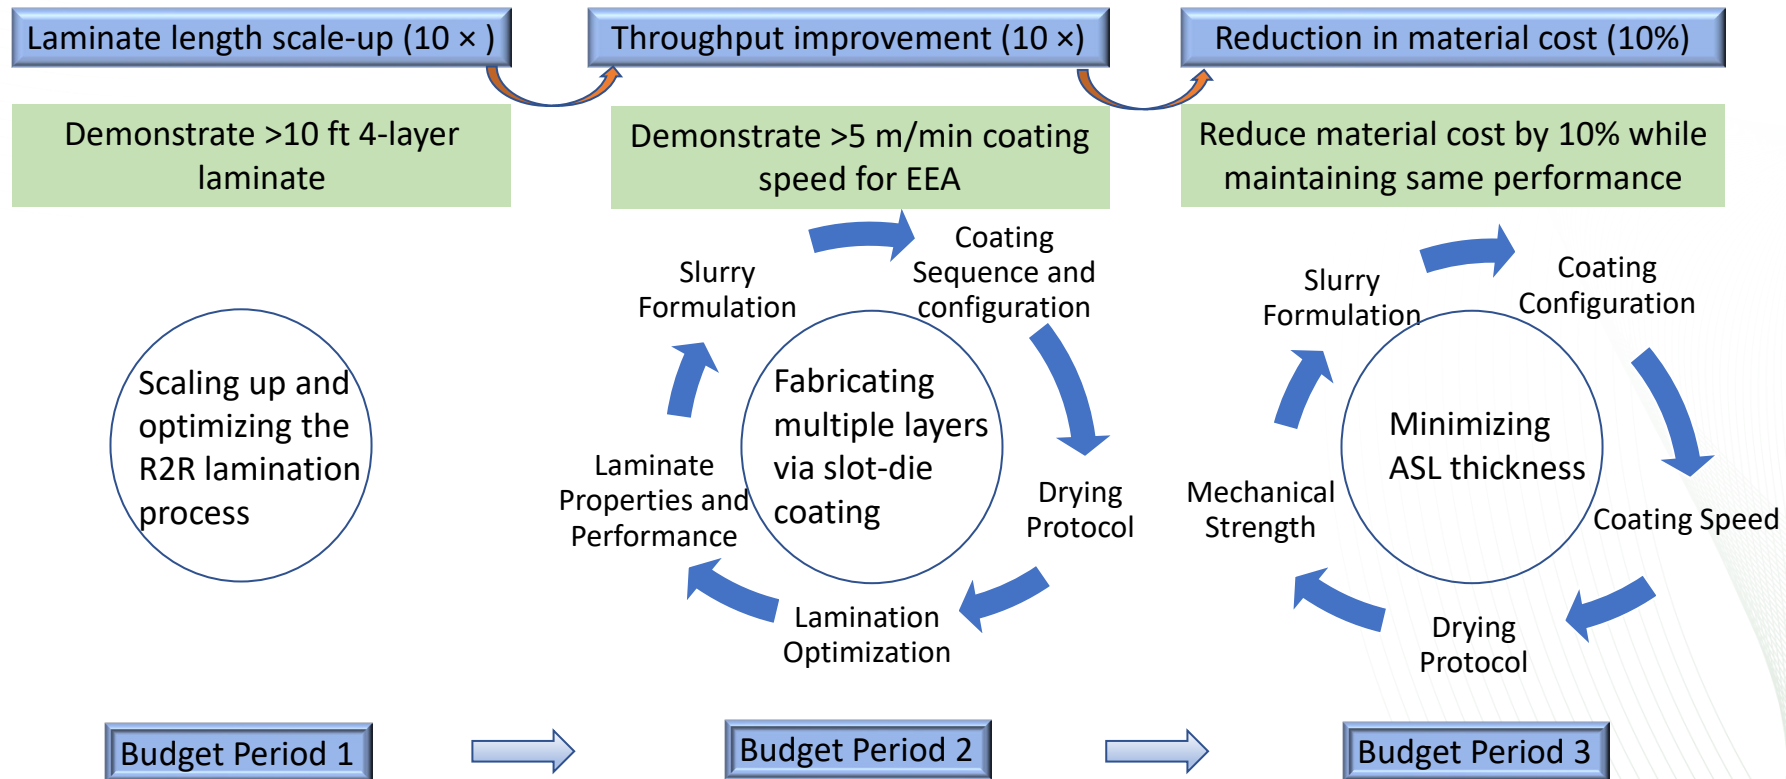 Laminate length scale-up (10 × )
Throughput improvement (10 ×)
Reduction in material cost (10%)
Demonstrate >10 ft 4-layer
laminate
Demonstrate >5 m/min coating
speed for EEA
Reduce material cost by 10% while
maintaining same performance
Scaling up and
optimizing the
R2R lamination
process
Slurry
Formulation
Coating
Sequence and
configuration
Fabricating
multiple layers
via slot-die
coating
Laminate
Properties and
Performance
Drying
Protocol
Lamination
Optimization
Slurry
Formulation
Coating
Configuration
Minimizing
ASL thickness
Mechanical
Strength
Coating Speed
Drying
Protocol
Budget Period 1
Budget Period 2
Budget Period 3